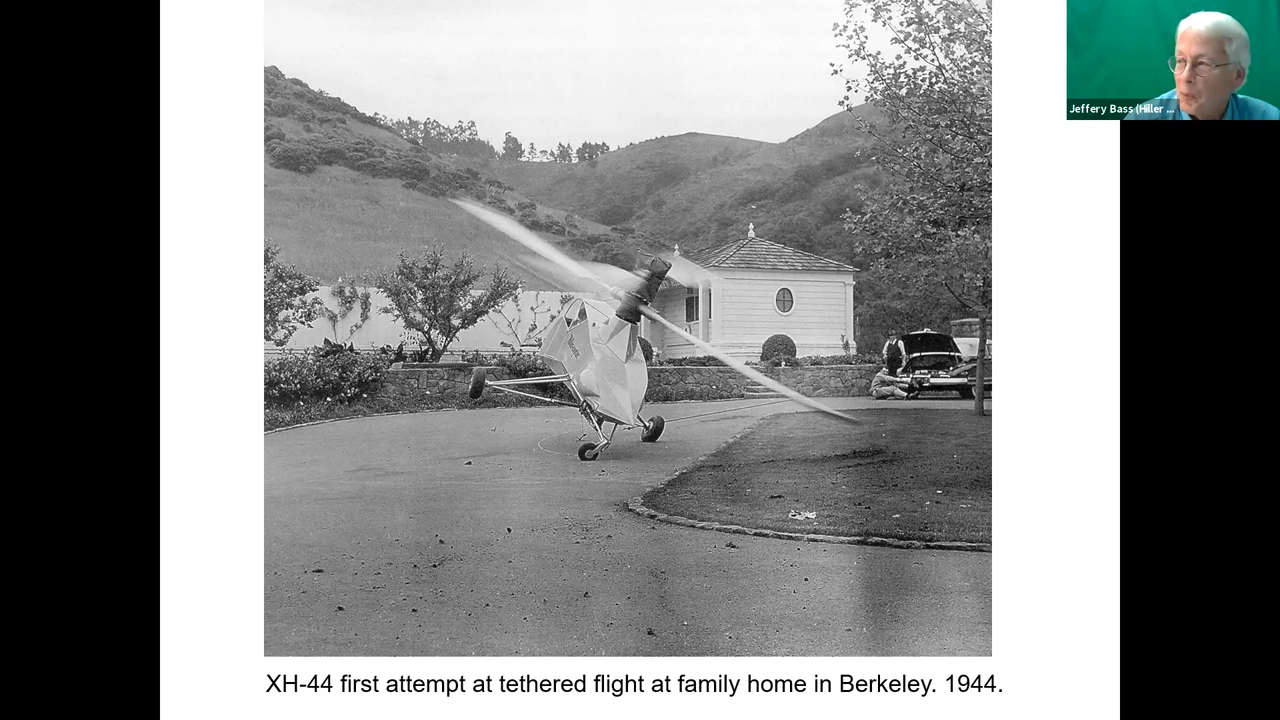 Jeffery Bass (Hiller ...
XH-44 first attempt at tethered flight at family home in Berkeley. 1944.